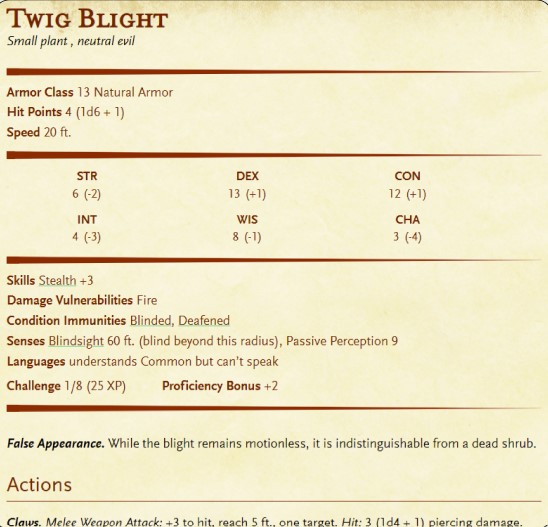 Twig Blight
Small plant , neutral evil
Armor Class 13 Natural Armor
Hit Points 4 (1d6 + 1)
Speed 20 ft.
STR DEX CON
6 (-2) 13 (+1) 12 (+1)
INT WIS CHA
4 (-3) 8 (-1) 3 (-4)
Skills Stealth +3
Damage Vulnerabilities Fire
Condition Immunities Blinded, Deafened
Senses Blindsight 60 ft. (blind beyond this radius), Passive Perception 9
Languages understands Common but can't speak
Challenge 1/8 (25 XP) Proficiency Bonus +2
False Appearance. While the blight remains motionless, it is indistinguishable from a dead shrub.
Actions
Claws. Melee Weapon Attack: +3 to hit, reach 5 ft., one target. Hit: 3 (1d4 + 1) piercing damage.